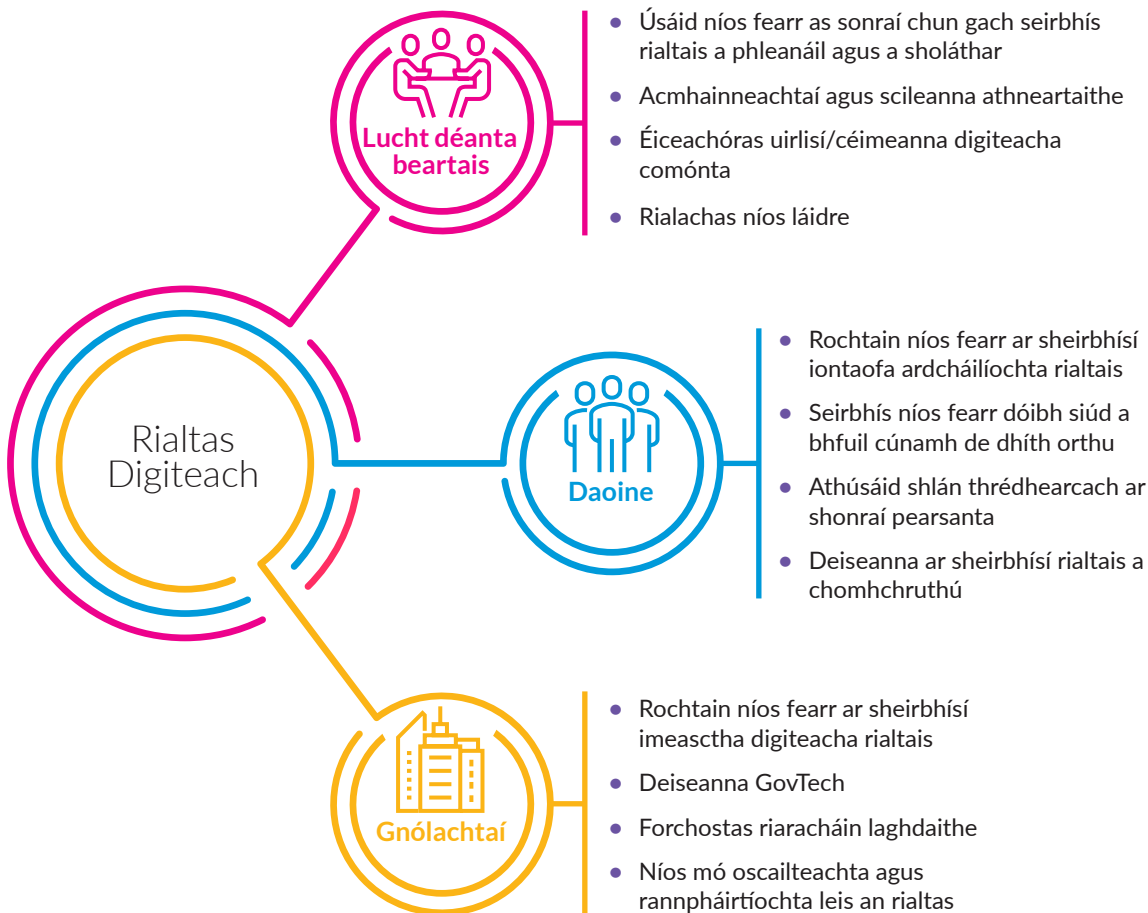 Rialtas
Digiteach
Lucht déanta
beartais
• Úsáid níos fearr as sonraí chun gach seirbhís
rialtais a phleanáil agus a sholáthar
• Acmhainneachtaí agus scileanna athneartaithe
• Éiceachóras uirlisí/céimeanna digiteacha
comónta
• Rialachas níos láidre
Daoine
• Rochtain níos fearr ar sheirbhísí
iontaofa ardcháilíochta rialtais
• Seirbhís níos fearr dóibh siúd a
bhfuil cúnamh de dhíth orthu
• Athúsáid shlán thrédhearcach ar
shonraí pearsanta
• Deiseanna ar sheirbhísí rialtais a
chomhchruthú
Gnólachtaí
• Rochtain níos fearr ar sheirbhísí
imeasctha digiteacha rialtais
• Deiseanna GovTech
• Forchostas riaracháin laghdaithe
• Níos mó oscailteachta agus
rannpháirtíochta leis an rialtas